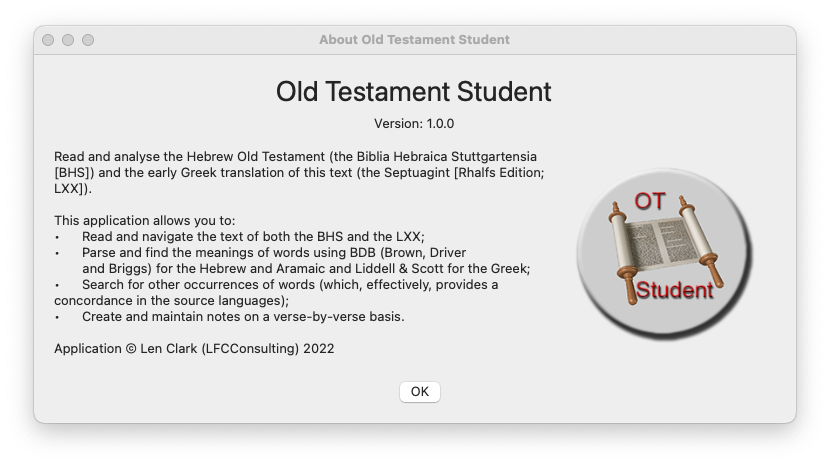 About Old Testament Student
Old Testament Student
Version: 1.0.0
Read and analyse the Hebrew Old Testament (the Biblia Hebraica Stuttgartensia
[BHS]) and the early Greek translation of this text (the Septuagint [Rhalfs Edition;
LXX]).
This application allows you to:
• Read and navigate the text of both the BHS and the LXX;
• Parse and find the meanings of words using BDB (Brown, Driver
and Briggs) for the Hebrew and Aramaic and Liddell & Scott for the Greek;
• Search for other occurrences of words (which, effectively, provides a
concordance in the source languages);
• Create and maintain notes on a verse-by-verse basis.
Application © Len Clark (LFCConsulting) 2022
OT
Student
OK